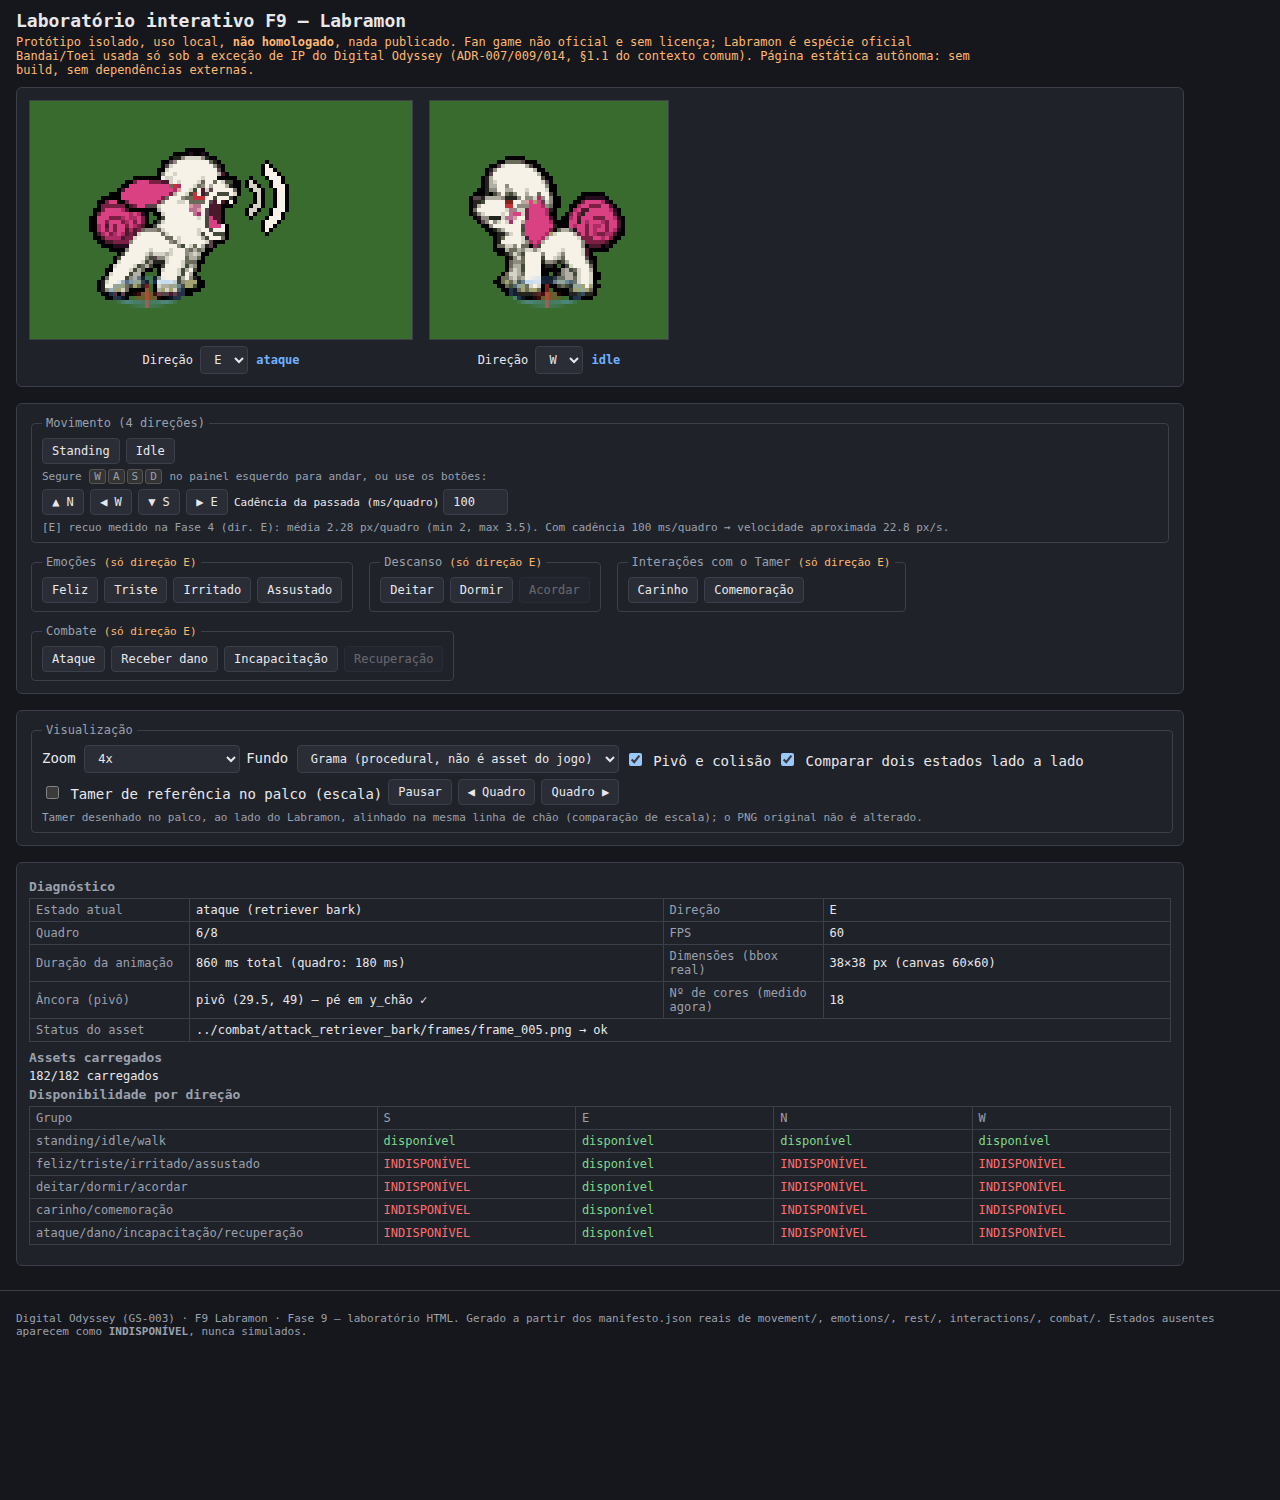 Laboratório interativo F9 — Labramon
Protótipo isolado, uso local, não homologado, nada publicado. Fan game não oficial e sem licença; Labramon é espécie oficial
Bandai/Toei usada só sob a exceção de IP do Digital Odyssey (ADR-007/009/014, §1.1 do contexto comum). Página estática autônoma: sem
build, sem dependências externas.
Direção E ataque
Direção W idle
Movimento (4 direções)
Standing Idle
Segure W A S D no painel esquerdo para andar, ou use os botões:
▲ N ◀ W ▼ S ▶ E Cadência da passada (ms/quadro) 100
[E] recuo medido na Fase 4 (dir. E): média 2.28 px/quadro (min 2, max 3.5). Com cadência 100 ms/quadro → velocidade aproximada 22.8 px/s.
Emoções (só direção E) Descanso (só direção E) Interações com o Tamer (só direção E)
Feliz Triste Irritado Assustado Deitar Dormir Acordar Carinho Comemoração
Combate (só direção E)
Ataque Receber dano Incapacitação Recuperação
Visualização
Zoom 4x Fundo Grama (procedural, não é asset do jogo) Pivô e colisão Comparar dois estados lado a lado
Tamer de referência no palco (escala) Pausar ◀ Quadro Quadro ▶
Tamer desenhado no palco, ao lado do Labramon, alinhado na mesma linha de chão (comparação de escala); o PNG original não é alterado.
Diagnóstico
Estado atual ataque (retriever bark) Direção E
Quadro 6/8 FPS 60
Duração da animação 860 ms total (quadro: 180 ms) Dimensões (bbox real) 38×38 px (canvas 60×60)
Âncora (pivô) pivô (29.5, 49) — pé em y_chão ✓ Nº de cores (medido agora) 18
Status do asset ../combat/attack_retriever_bark/frames/frame_005.png → ok
Assets carregados
182/182 carregados
Disponibilidade por direção
Grupo S E N W
standing/idle/walk disponível disponível disponível disponível
feliz/triste/irritado/assustado INDISPONÍVEL disponível INDISPONÍVEL INDISPONÍVEL
deitar/dormir/acordar INDISPONÍVEL disponível INDISPONÍVEL INDISPONÍVEL
carinho/comemoração INDISPONÍVEL disponível INDISPONÍVEL INDISPONÍVEL
ataque/dano/incapacitação/recuperação INDISPONÍVEL disponível INDISPONÍVEL INDISPONÍVEL
Digital Odyssey (GS-003) · F9 Labramon · Fase 9 — laboratório HTML. Gerado a partir dos manifesto.json reais de movement/, emotions/, rest/, interactions/, combat/. Estados ausentes
aparecem como INDISPONÍVEL, nunca simulados.